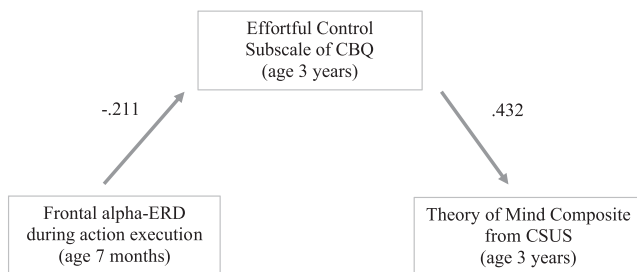 Effortful Control
Subscale of CBQ
(age 3 years)
-.211
.432
Frontal alpha-ERD
during action execution
(age 7 months)
Theory of Mind Composite
from CSUS
(age 3 years)